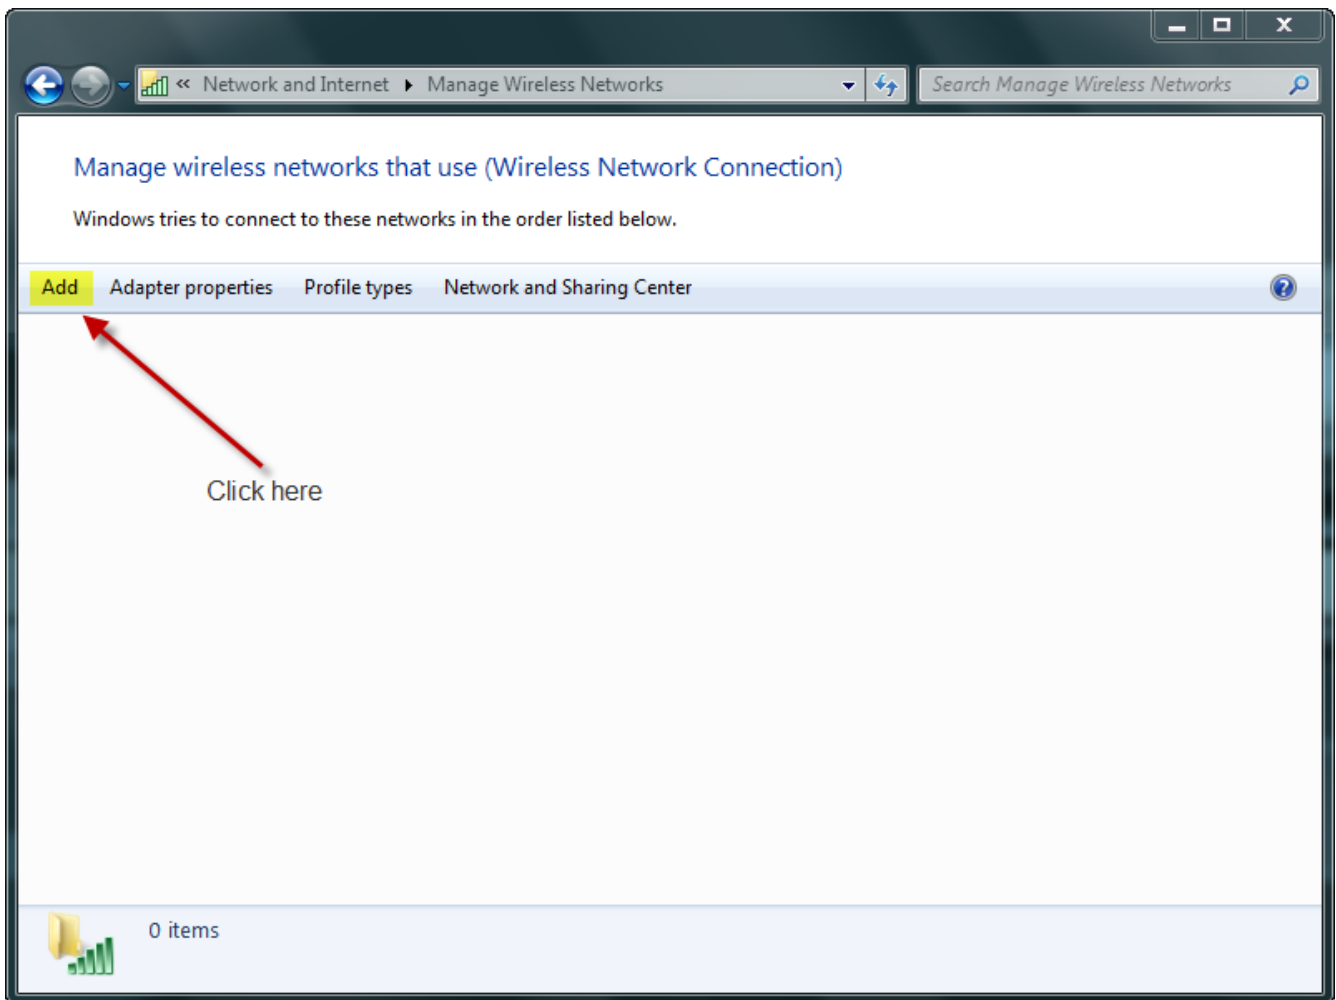 « Network and Internet ▸ Manage Wireless Networks Search Manage Wireless Networks
Manage wireless networks that use (Wireless Network Connection)
Windows tries to connect to these networks in the order listed below.
Add Adapter properties Profile types Network and Sharing Center
Click here
0 items